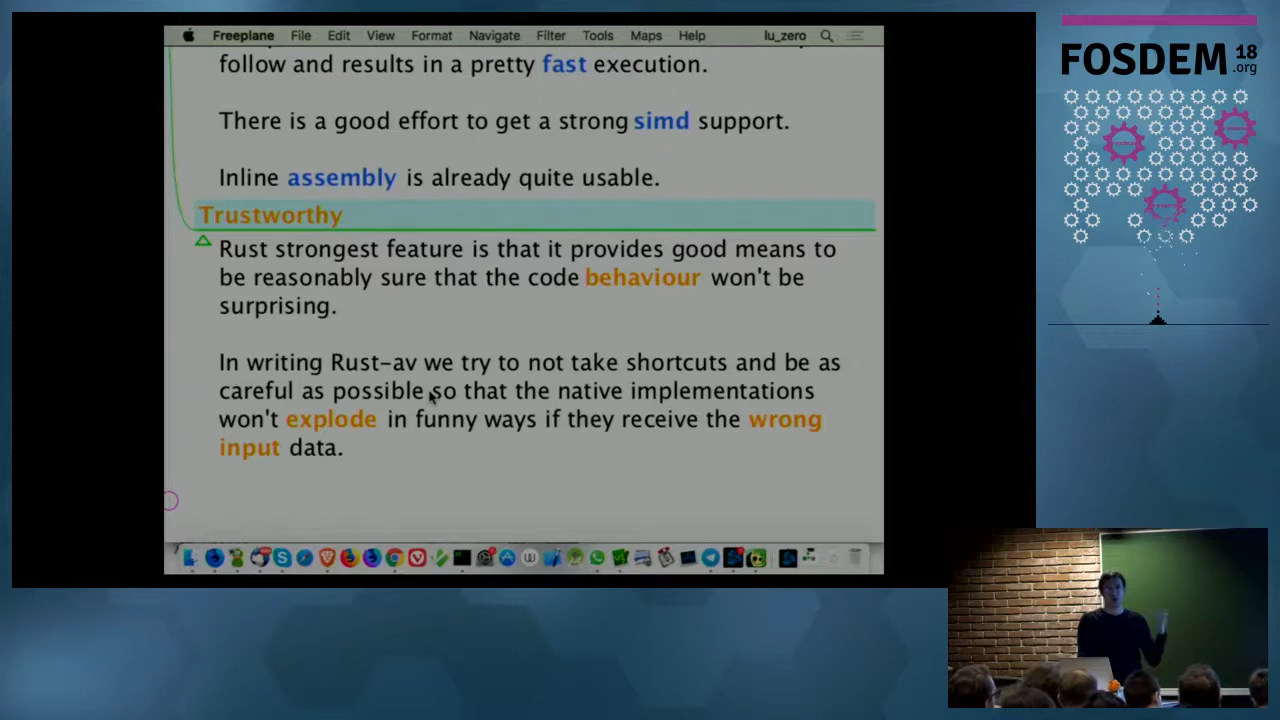 Freeplane File Edit View Format Navigate Filter Tools Maps Help lu_zero
follow and results in a pretty fast execution.
There is a good effort to get a strong simd support.
Inline assembly is already quite usable.
Trustworthy
Rust strongest feature is that it provides good means to
be reasonably sure that the code behaviour won't be
surprising.
In writing Rust-av we try to not take shortcuts and be as
careful as possible so that the native implementations
won't explode in funny ways if they receive the wrong
input data.
FOSDEM 18
.org